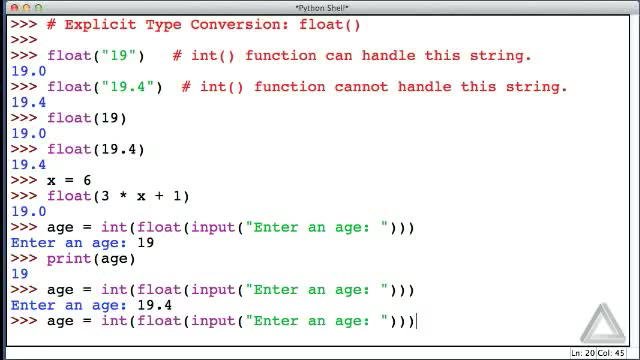 *Python Shell*
>>> # Explicit Type Conversion: float()
>>>
>>> float("19")   # int() function can handle this string.
19.0
>>> float("19.4")  # int() function cannot handle this string.
19.4
>>> float(19)
19.0
>>> float(19.4)
19.4
>>> x = 6
>>> float(3 * x + 1)
19.0
>>> age = int(float(input("Enter an age: ")))
Enter an age: 19
>>> print(age)
19
>>> age = int(float(input("Enter an age: ")))
Enter an age: 19.4
>>> age = int(float(input("Enter an age: ")))
Ln: 20 Col: 45